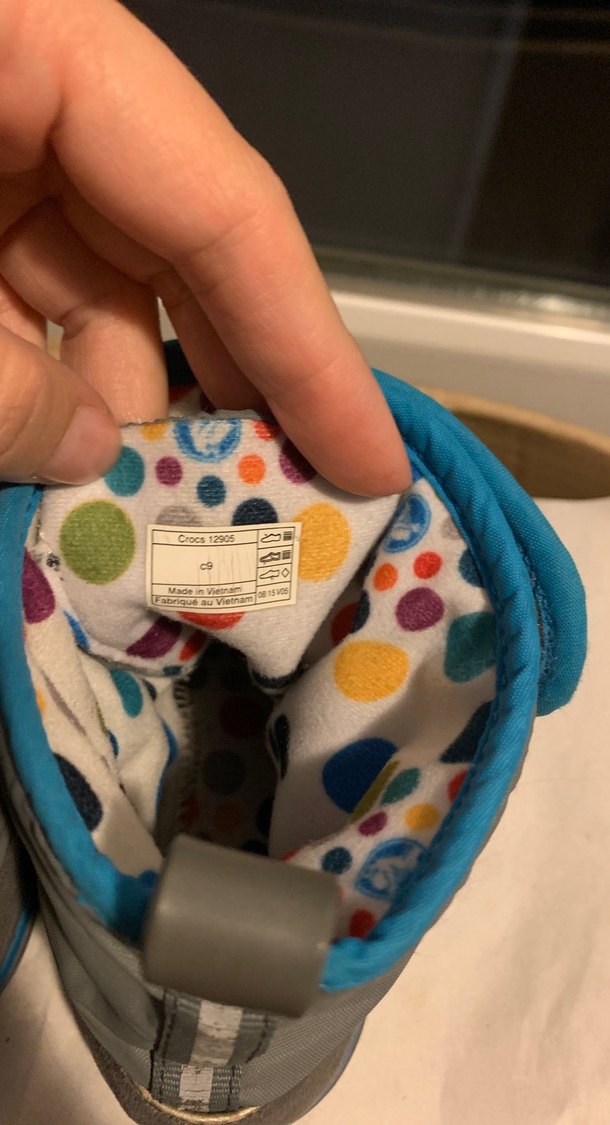 Crocs 12905
c9
Made in Vietnam
Fabriqué au Vietnam
08/15 V05